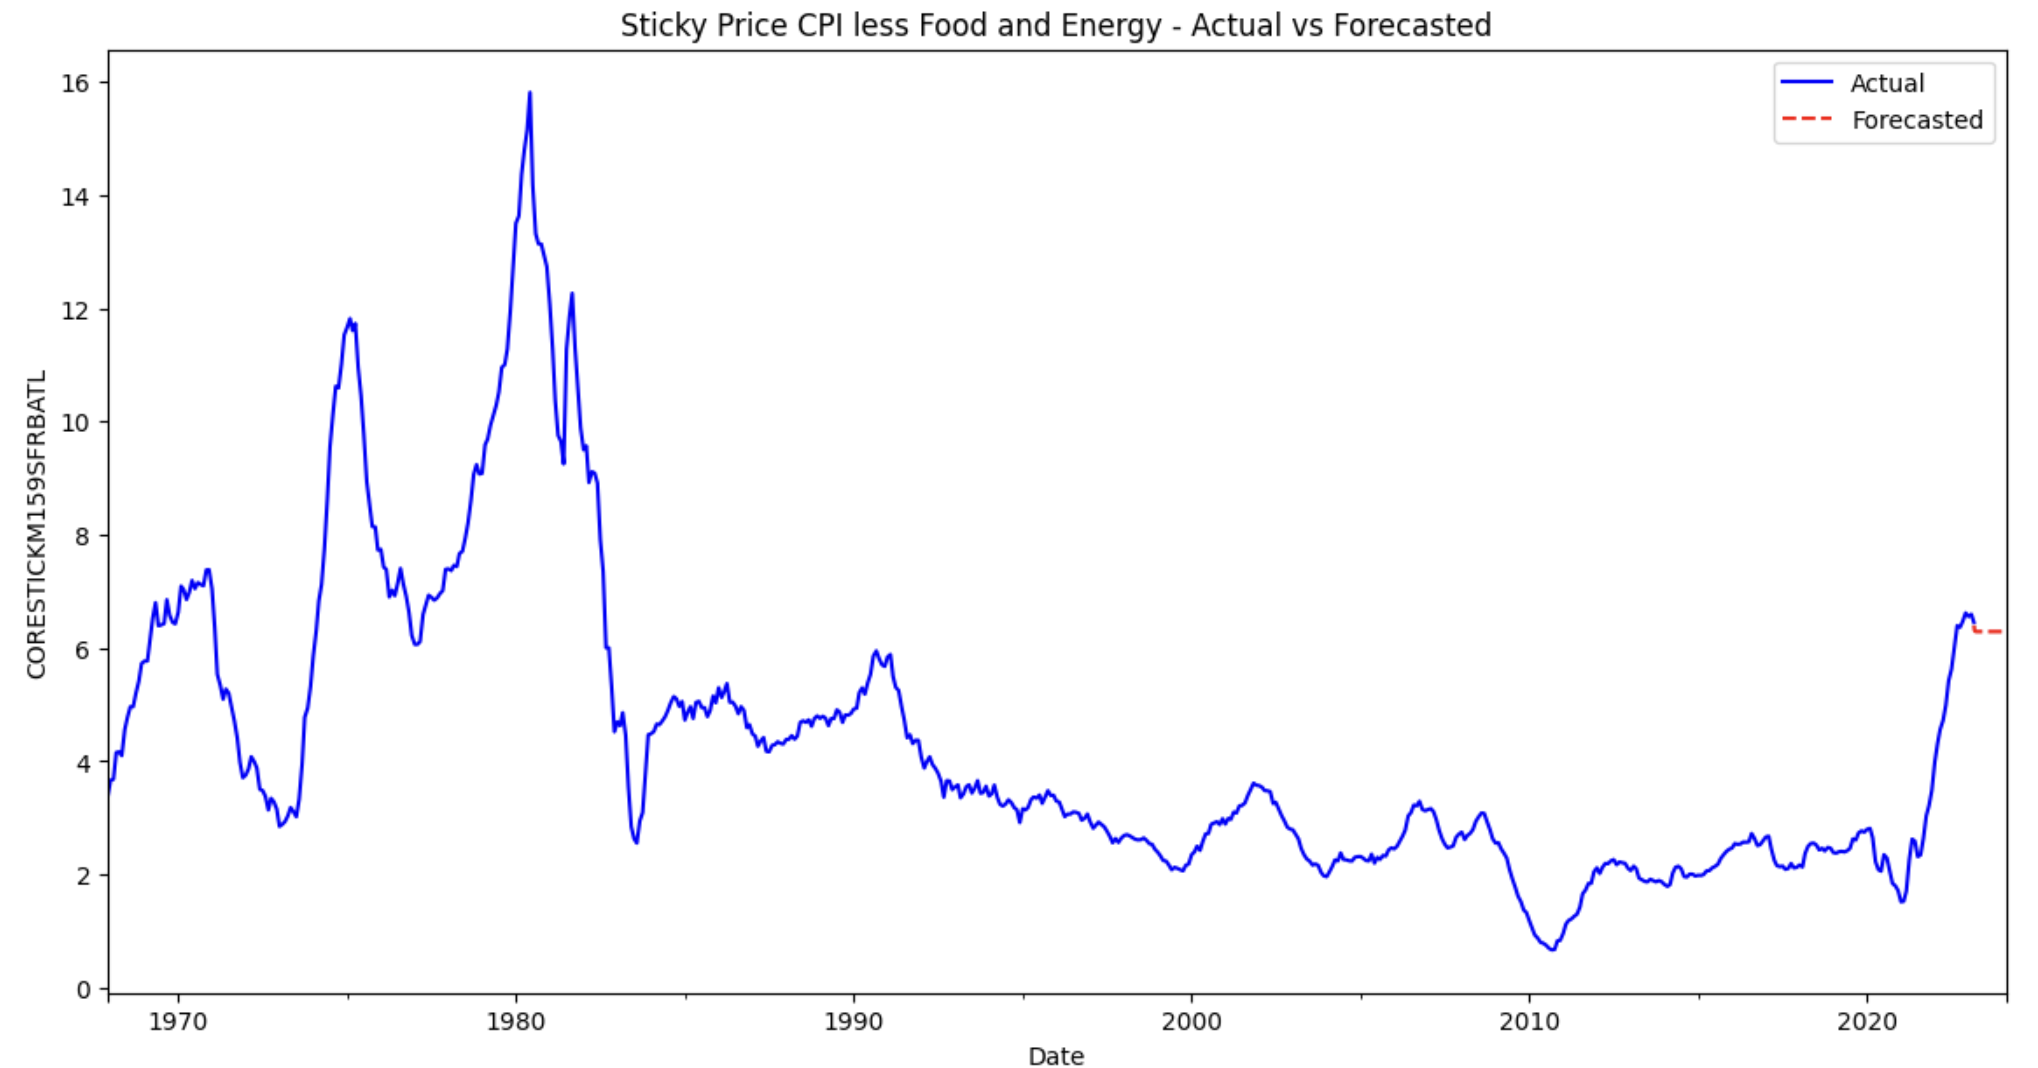 Sticky Price CPI less Food and Energy - Actual vs Forecasted
Actual
Forecasted
CORESTICKM159SFRBATL
16
14
12
10
8
6
4
2
0
1970 1980 1990 2000 2010 2020
Date